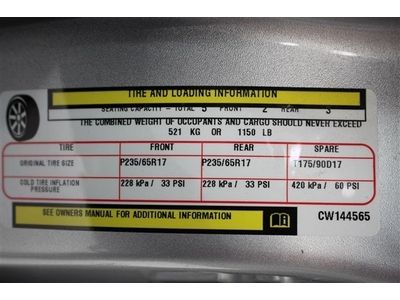 TIRE AND LOADING INFORMATION
SEATING CAPACITY - TOTAL 5 FRONT 2 REAR 3
THE COMBINED WEIGHT OF OCCUPANTS AND CARGO SHOULD NEVER EXCEED
521 KG OR 1150 LB
TIRE FRONT REAR SPARE
ORIGINAL TIRE SIZE P235/65R17 P235/65R17 T175/90D17
COLD TIRE INFLATION PRESSURE 228 kPa / 33 PSI 228 kPa / 33 PSI 420 kPa / 60 PSI
SEE OWNERS MANUAL FOR ADDITIONAL INFORMATION CW144565